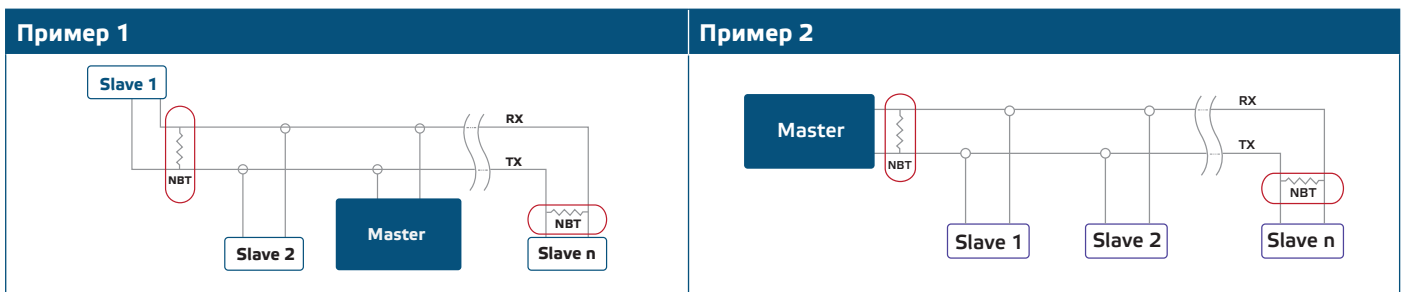 Пример 1
Slave 1
RX
TX
NBT
NBT
Master
Slave 2
Slave n
Пример 2
RX
Master
TX
NBT
NBT
Slave 1
Slave 2
Slave n